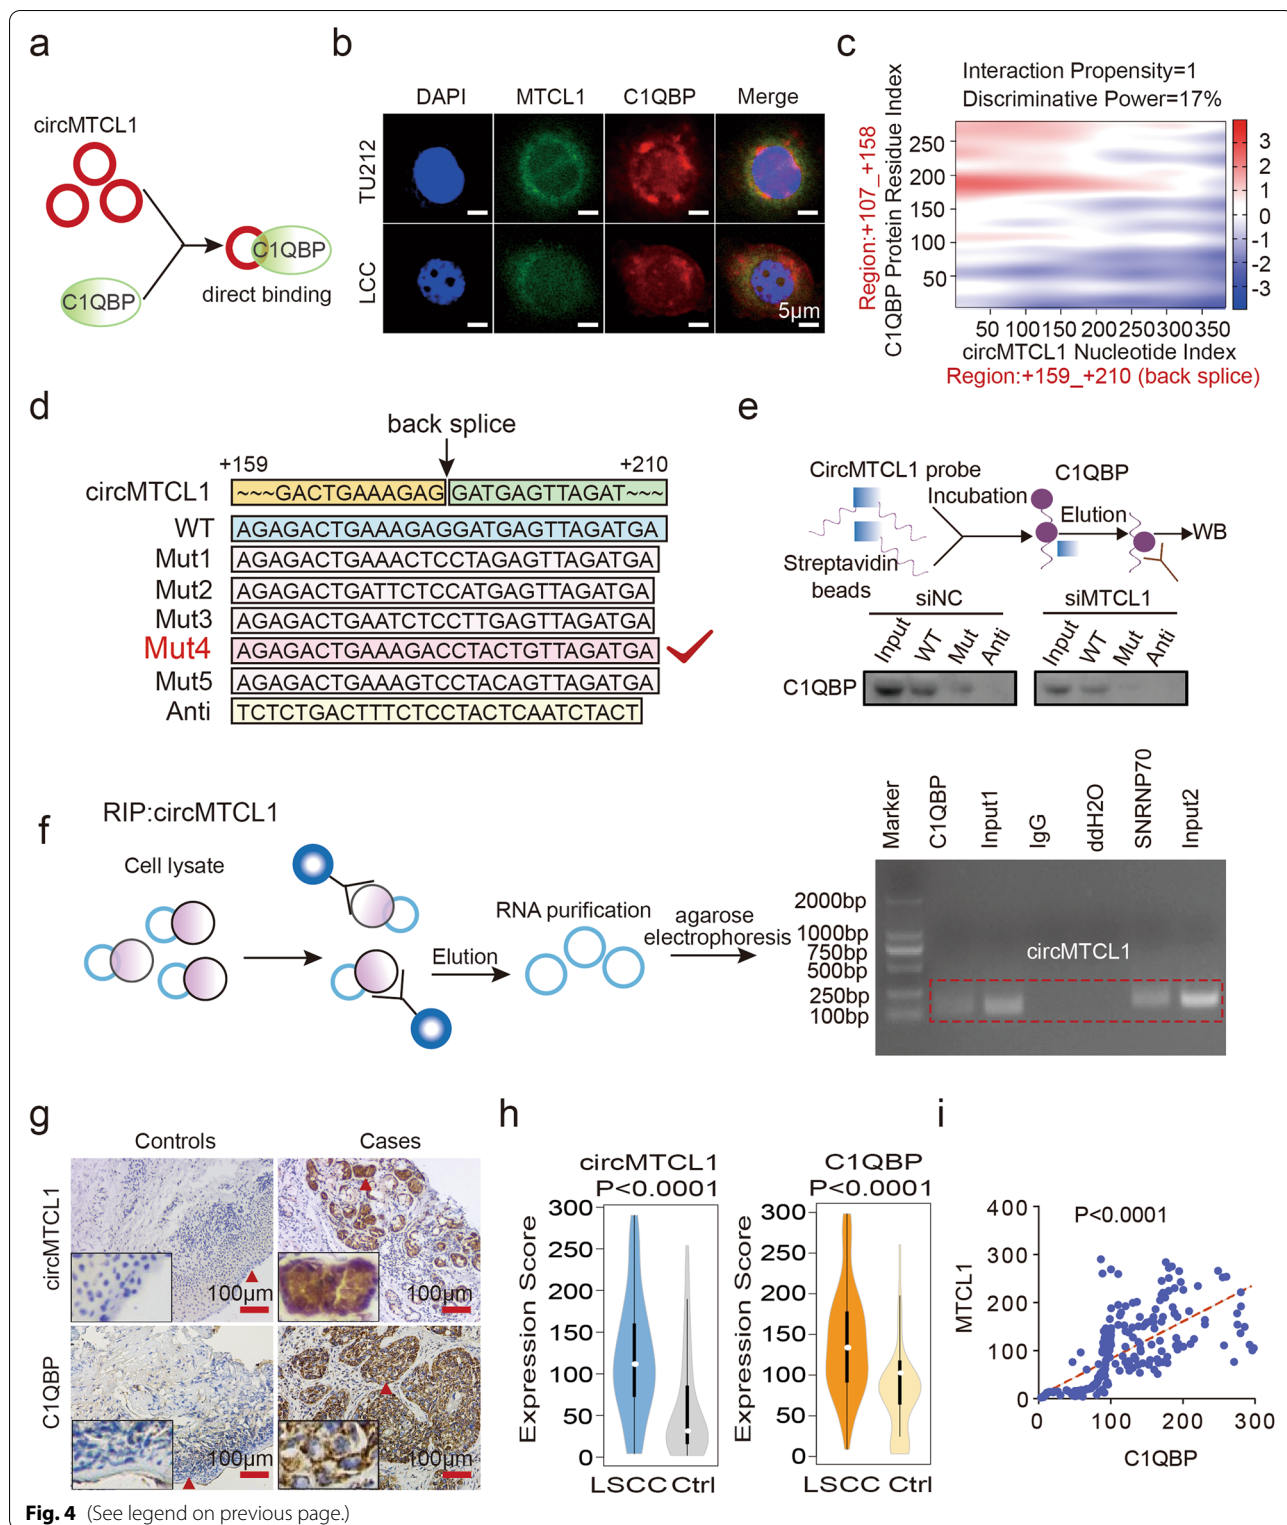 a
circMTCL1
C1QBP
C1QBP
direct binding
b
DAPI MTCL1 C1QBP Merge
TU212
LCC
5μm
c
Interaction Propensity=1
Discriminative Power=17%
Region:+107_+158
C1QBP Protein Residue Index
250
200
150
100
50
3
2
1
0
-1
-2
-3
50 100 150 200 250 300 350
circMTCL1 Nucleotide Index
Region:+159_+210 (back splice)
d
back splice
+159 +210
circMTCL1 ~~~GACTGAAAGAG GATGAGTTAGAT~~~
WT AGAGACTGAAAGAGGATGAGTTAGATGA
Mut1 AGAGACTGAAACTCCTAGAGTTAGATGA
Mut2 AGAGACTGATTCTCCATGAGTTAGATGA
Mut3 AGAGACTGAATCTCCTTGAGTTAGATGA
Mut4 AGAGACTGAAAGACCTACTGTTAGATGA
Mut5 AGAGACTGAAAGTCCTACAGTTAGATGA
Anti TCTCTGACTTTCTCCTACTCAATCTACT
e
CircMTCL1 probe
Streptavidin
beads
Incubation
C1QBP
Elution
WB
siNC siMTCL1
Input WT Mut Anti Input WT Mut Anti
C1QBP
f
RIP:circMTCL1
Cell lysate
Elution
RNA purification
agarose
electrophoresis
Marker C1QBP Input1 IgG ddH2O SNRNP70 Input2
2000bp
1000bp
750bp
500bp
250bp
100bp
circMTCL1
g
Controls Cases
circMTCL1
100μm 100μm
C1QBP
100μm 100μm
h
circMTCL1
P<0.0001
Expression Score
300
250
200
150
100
50
0
LSCC Ctrl
C1QBP
P<0.0001
Expression Score
300
250
200
150
100
50
0
LSCC Ctrl
i
P<0.0001
MTCL1
400
300
200
100
0
0 100 200 300
C1QBP
Fig. 4 (See legend on previous page.)